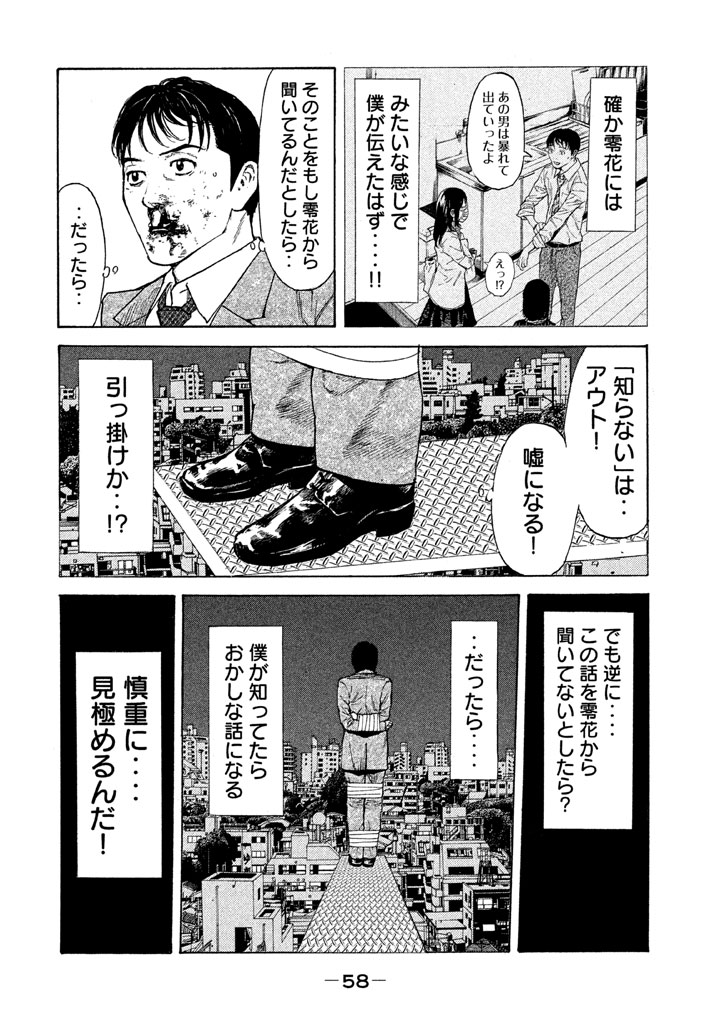 確か零花には
あの男は暴れて
出ていったよ
えっ!?
みたいな感じで
僕が伝えたはず‥‥!!
そのことをもし零花から
聞いてるんだとしたら‥
‥だったら‥
「知らない」は‥
アウト!
嘘になる!
引っ掛けか‥!?
でも逆に‥‥
この話を零花から
聞いてないとしたら?
‥だったら‥‥
僕が知ってたら
おかしな話になる
慎重に‥‥
見極めるんだ!
—58—